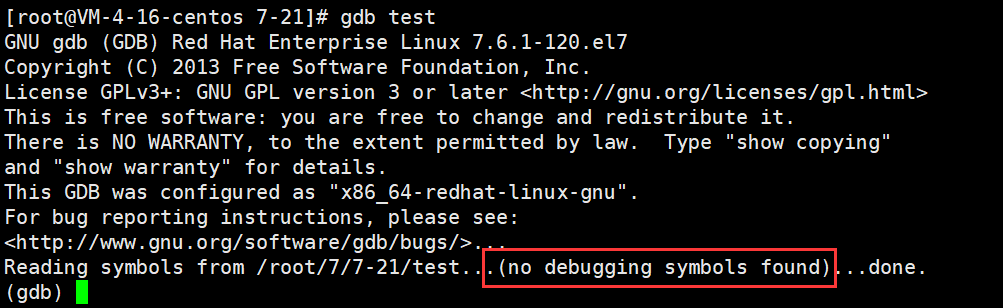 [root@VM-4-16-centos 7-21]# gdb test
GNU gdb (GDB) Red Hat Enterprise Linux 7.6.1-120.el7
Copyright (C) 2013 Free Software Foundation, Inc.
License GPLv3+: GNU GPL version 3 or later <http://gnu.org/licenses/gpl.html>
This is free software: you are free to change and redistribute it.
There is NO WARRANTY, to the extent permitted by law.  Type "show copying"
and "show warranty" for details.
This GDB was configured as "x86_64-redhat-linux-gnu".
For bug reporting instructions, please see:
<http://www.gnu.org/software/gdb/bugs/>...
Reading symbols from /root/7/7-21/test...(no debugging symbols found)...done.
(gdb)